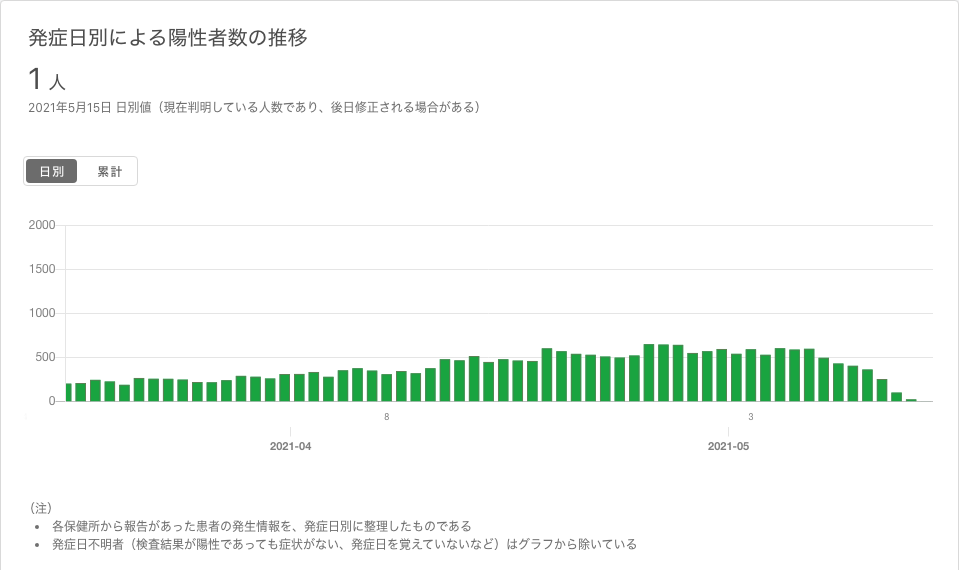 発症日別による陽性者数の推移
1 人
2021年5月15日 日別値（現在判明している人数であり、後日修正される場合がある）
日別 累計
2000
1500
1000
500
0
8 3
2021-04 2021-05
（注）
• 各保健所から報告があった患者の発生情報を、発症日別に整理したものである
• 発症日不明者（検査結果が陽性であっても症状がない、発症日を覚えていないなど）はグラフから除いている